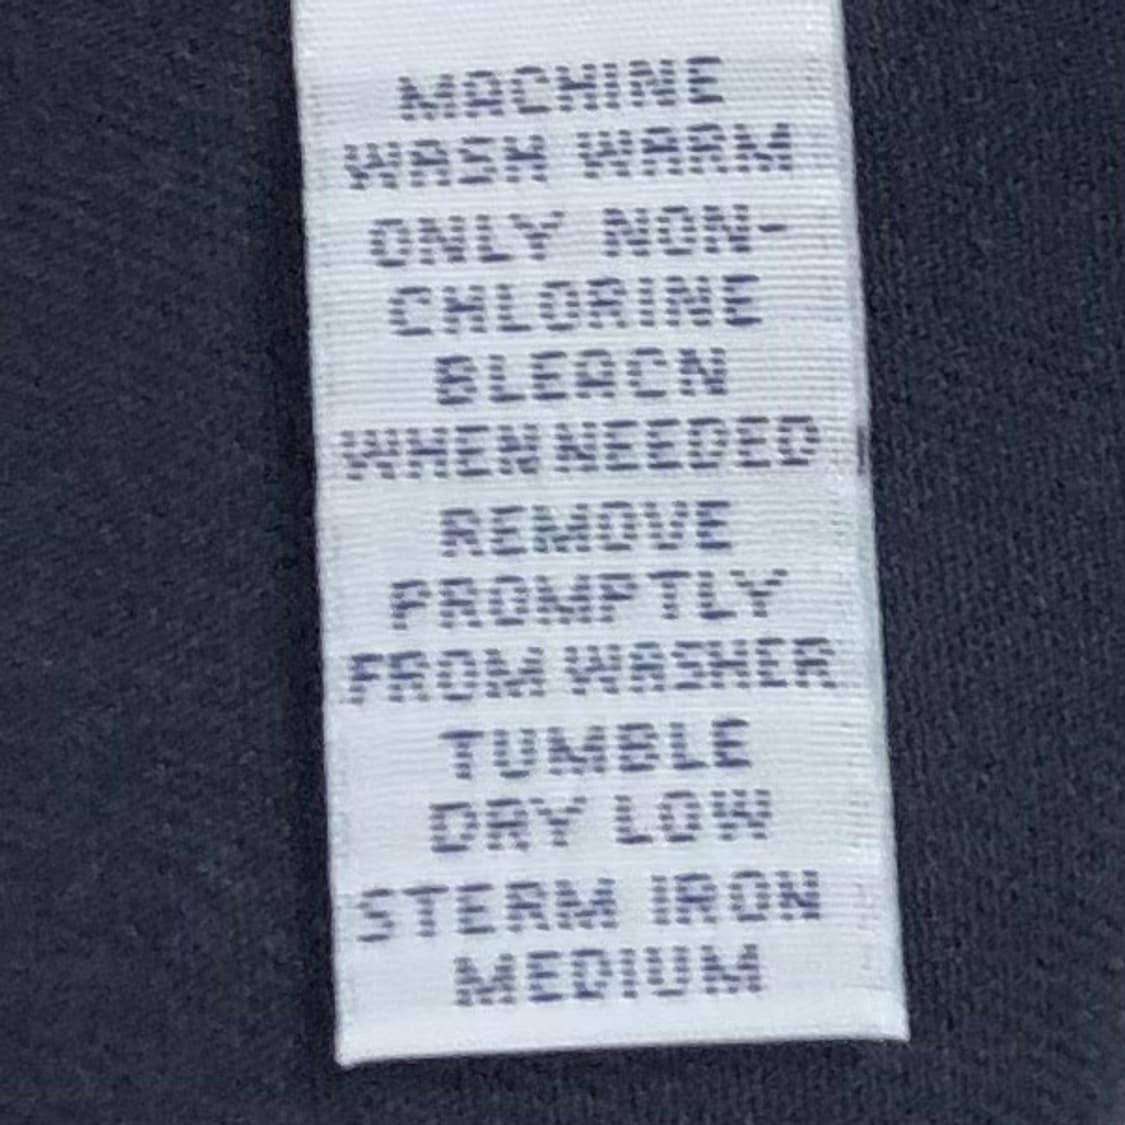 MACHINE
WASH WARM
ONLY NON-
CHLORINE
BLEACN
WHEN NEEDED
REMOVE
PROMPTLY
FROM WASHER
TUMBLE
DRY LOW
STERM IRON
MEDIUM